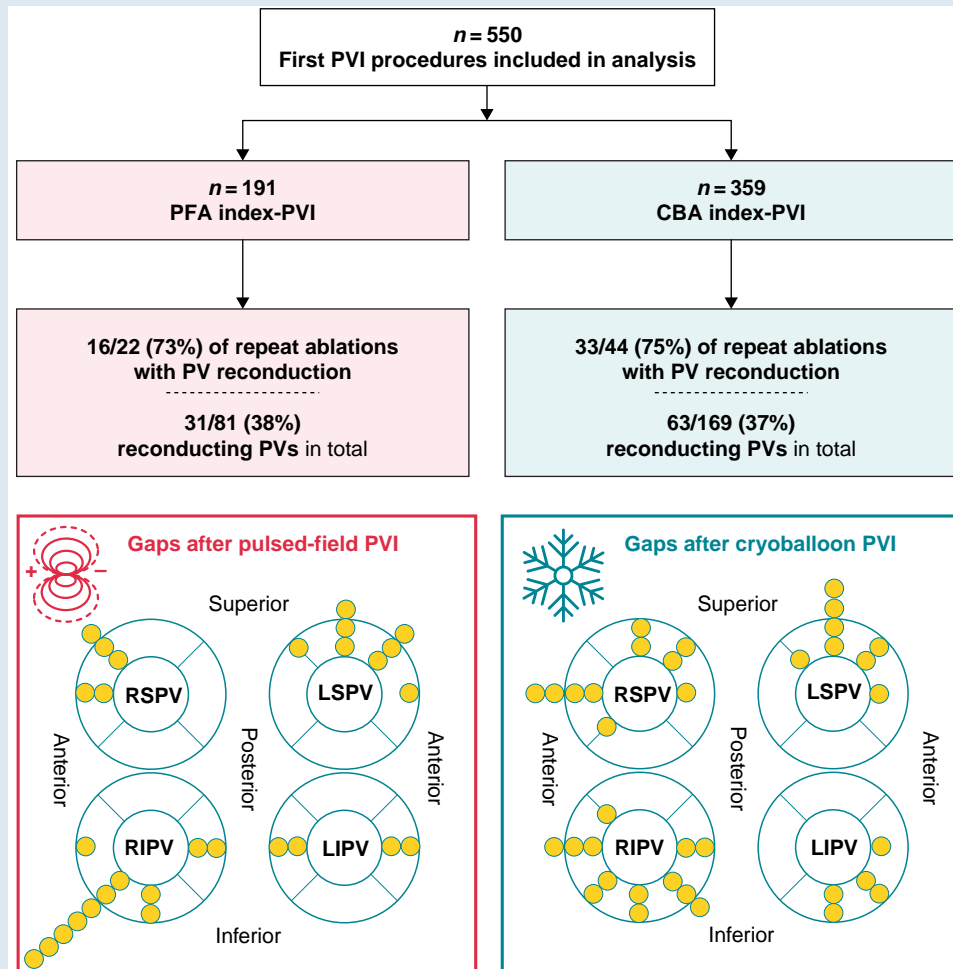 n = 550
First PVI procedures included in analysis
n = 191
PFA index-PVI
n = 359
CBA index-PVI
16/22 (73%) of repeat ablations
with PV reconduction
31/81 (38%)
reconducting PVs in total
33/44 (75%) of repeat ablations
with PV reconduction
63/169 (37%)
reconducting PVs in total
Gaps after pulsed-field PVI
+ −
Superior
RSPV
LSPV
Anterior
Posterior
Anterior
RIPV
LIPV
Inferior
Gaps after cryoballoon PVI
Superior
RSPV
LSPV
Anterior
Posterior
Anterior
RIPV
LIPV
Inferior